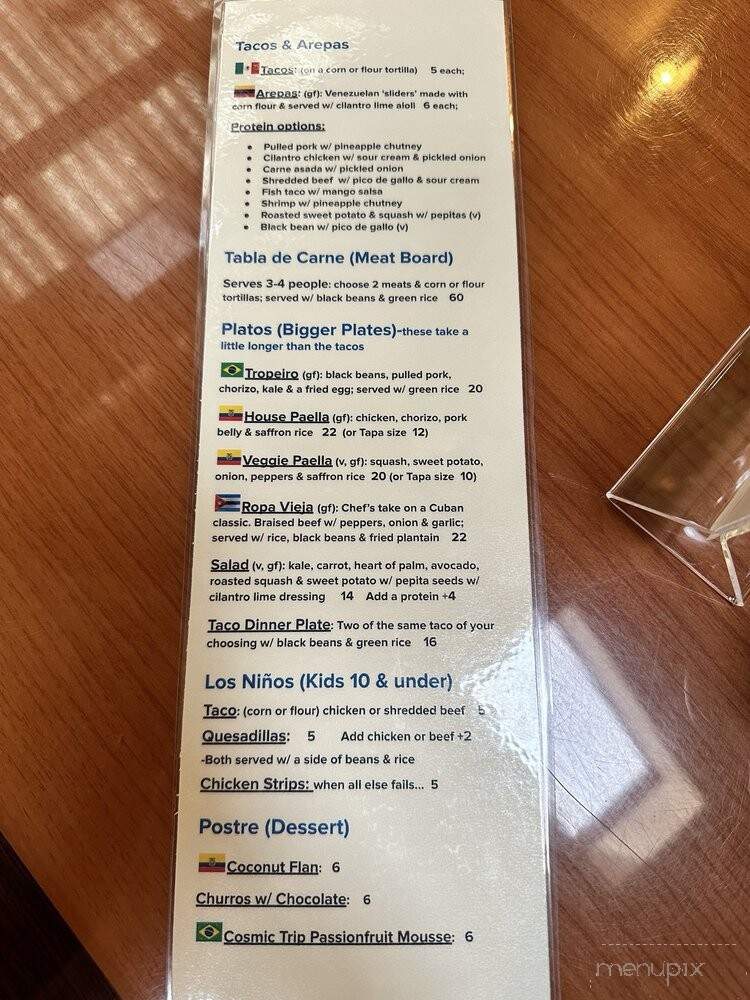 Tacos & Arepas
Tacos: (on a corn or flour tortilla) 5 each;
Arepas: (gf): Venezuelan 'sliders' made with
corn flour & served w/ cilantro lime aioli 6 each;
Protein options:
• Pulled pork w/ pineapple chutney
• Cilantro chicken w/ sour cream & pickled onion
• Carne asada w/ pickled onion
• Shredded beef w/ pico de gallo & sour cream
• Fish taco w/ mango salsa
• Shrimp w/ pineapple chutney
• Roasted sweet potato & squash w/ pepitas (v)
• Black bean w/ pico de gallo (v)
Tabla de Carne (Meat Board)
Serves 3-4 people: choose 2 meats & corn or flour
tortillas; served w/ black beans & green rice 60
Platos (Bigger Plates)-these take a
little longer than the tacos
Tropeiro (gf): black beans, pulled pork,
chorizo, kale & a fried egg; served w/ green rice 20
House Paella (gf): chicken, chorizo, pork
belly & saffron rice 22 (or Tapa size 12)
Veggie Paella (v, gf): squash, sweet potato,
onion, peppers & saffron rice 20 (or Tapa size 10)
Ropa Vieja (gf): Chef's take on a Cuban
classic. Braised beef w/ peppers, onion & garlic;
served w/ rice, black beans & fried plantain 22
Salad (v, gf): kale, carrot, heart of palm, avocado,
roasted squash & sweet potato w/ pepita seeds w/
cilantro lime dressing 14 Add a protein +4
Taco Dinner Plate: Two of the same taco of your
choosing w/ black beans & green rice 16
Los Niños (Kids 10 & under)
Taco: (corn or flour) chicken or shredded beef 5
Quesadillas: 5 Add chicken or beef +2
-Both served w/ a side of beans & rice
Chicken Strips: when all else fails... 5
Postre (Dessert)
Coconut Flan: 6
Churros w/ Chocolate: 6
Cosmic Trip Passionfruit Mousse: 6
menupix